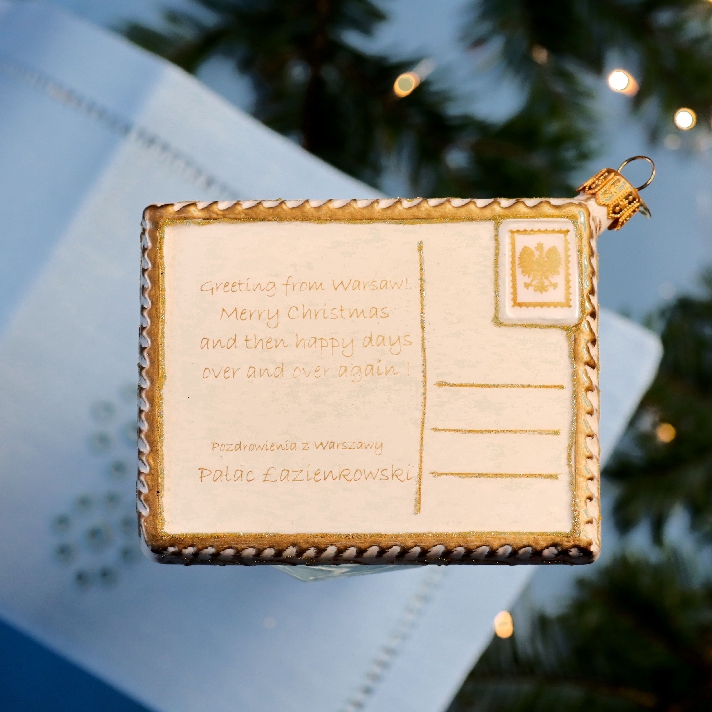 Greeting from Warsaw!
Merry Christmas
and then happy days
over and over again !
Pozdrowienia z Warszawy
Pałac Łazienkowski